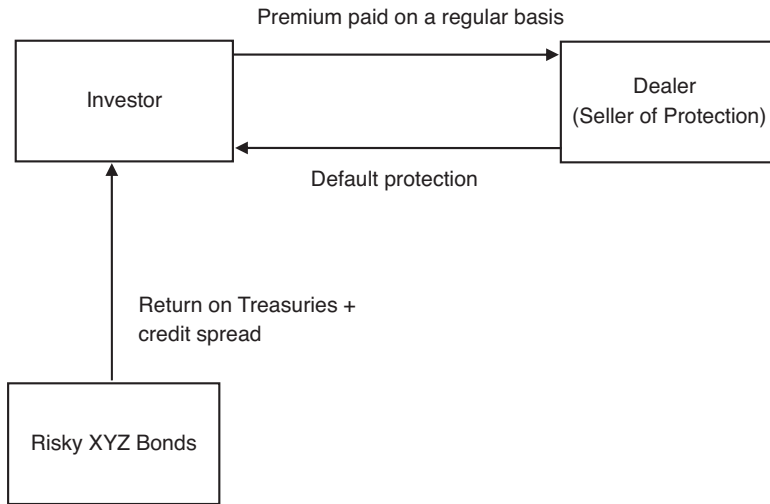 Premium paid on a regular basis
Investor
Dealer
(Seller of Protection)
Default protection
Return on Treasuries +
credit spread
Risky XYZ Bonds